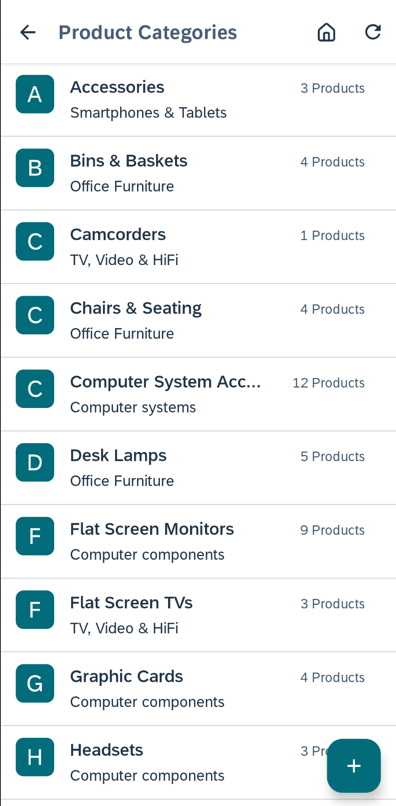 Product Categories
A
Accessories
3 Products
Smartphones & Tablets
B
Bins & Baskets
4 Products
Office Furniture
C
Camcorders
1 Products
TV, Video & HiFi
C
Chairs & Seating
4 Products
Office Furniture
C
Computer System Acc...
12 Products
Computer systems
D
Desk Lamps
5 Products
Office Furniture
F
Flat Screen Monitors
9 Products
Computer components
F
Flat Screen TVs
3 Products
TV, Video & HiFi
G
Graphic Cards
4 Products
Computer components
H
Headsets
3
Computer components